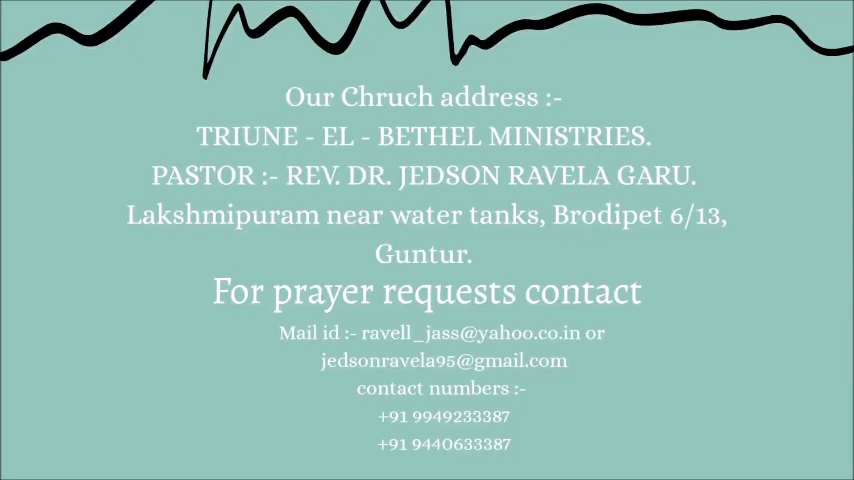 Our Chruch address :-
TRIUNE - EL - BETHEL MINISTRIES.
PASTOR :- REV. DR. JEDSON RAVELA GARU.
Lakshmipuram near water tanks, Brodipet 6/13,
Guntur.
For prayer requests contact
Mail id :- ravell_jass@yahoo.co.in or
jedsonravela95@gmail.com
contact numbers :-
+91 9949233387
+91 9440633387